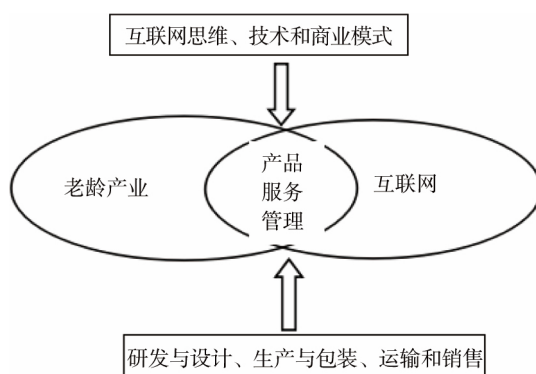 互联网思维、技术和商业模式
老龄产业
产品
服务
管理
互联网
研发与设计、生产与包装、运输和销售